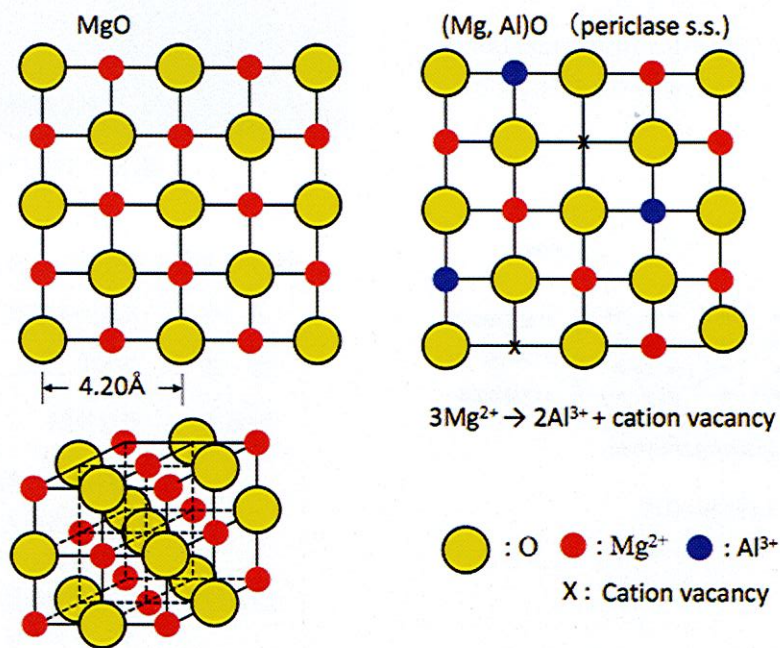 MgO
(Mg, Al)O (periclase s.s.)
x
x
4.20Å
3Mg²⁺ → 2Al³⁺ + cation vacancy
: O : Mg²⁺ : Al³⁺
X : Cation vacancy